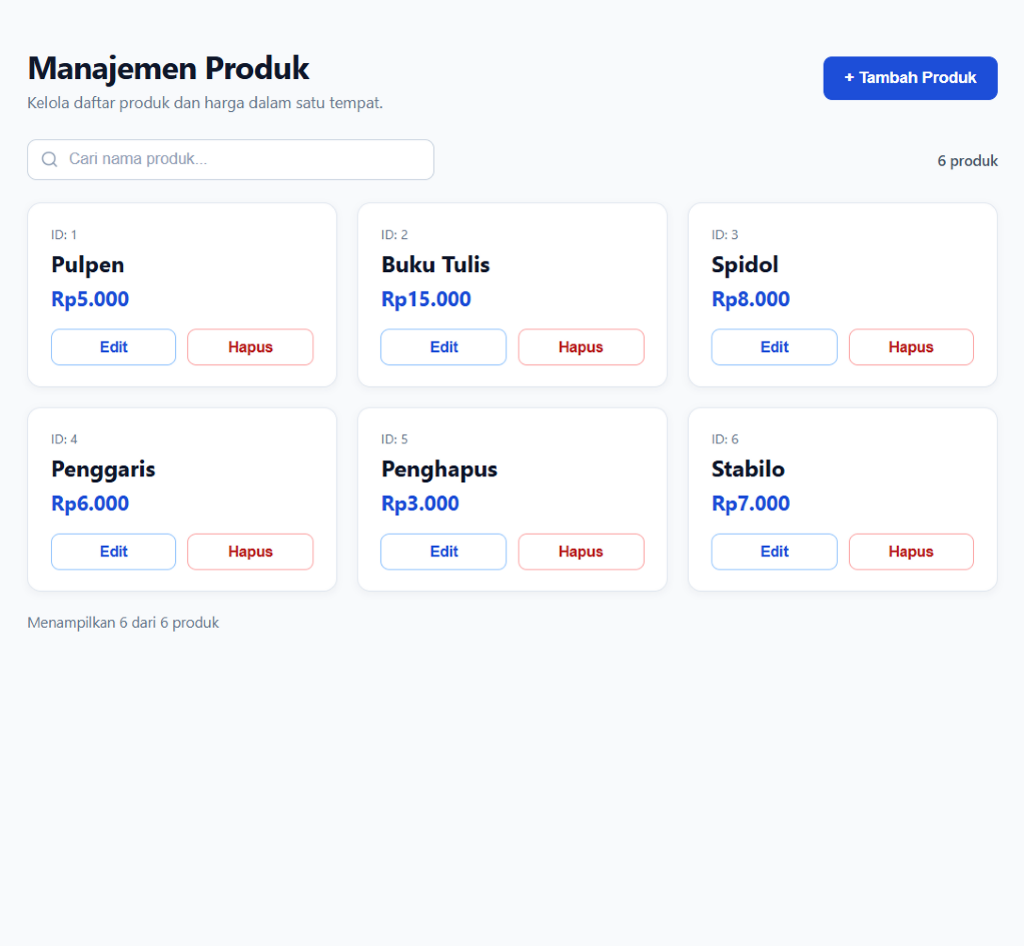 Manajemen Produk
Kelola daftar produk dan harga dalam satu tempat.
+ Tambah Produk
Cari nama produk...
6 produk
ID: 1
Pulpen
Rp5.000
Edit
Hapus
ID: 2
Buku Tulis
Rp15.000
Edit
Hapus
ID: 3
Spidol
Rp8.000
Edit
Hapus
ID: 4
Penggaris
Rp6.000
Edit
Hapus
ID: 5
Penghapus
Rp3.000
Edit
Hapus
ID: 6
Stabilo
Rp7.000
Edit
Hapus
Menampilkan 6 dari 6 produk